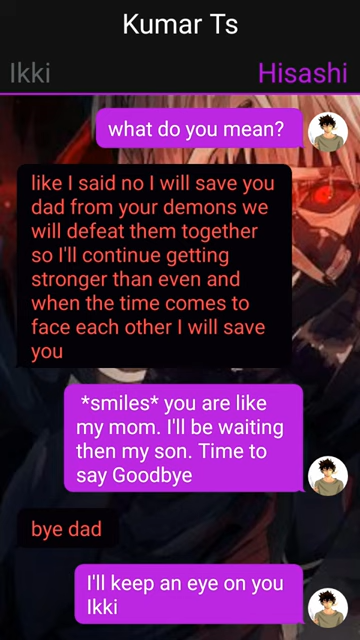 Kumar Ts
Ikki
Hisashi
what do you mean?
like I said no I will save you
dad from your demons we
will defeat them together
so I'll continue getting
stronger than even and
when the time comes to
face each other I will save
you
*smiles* you are like
my mom. I'll be waiting
then my son. Time to
say Goodbye
bye dad
I'll keep an eye on you
Ikki